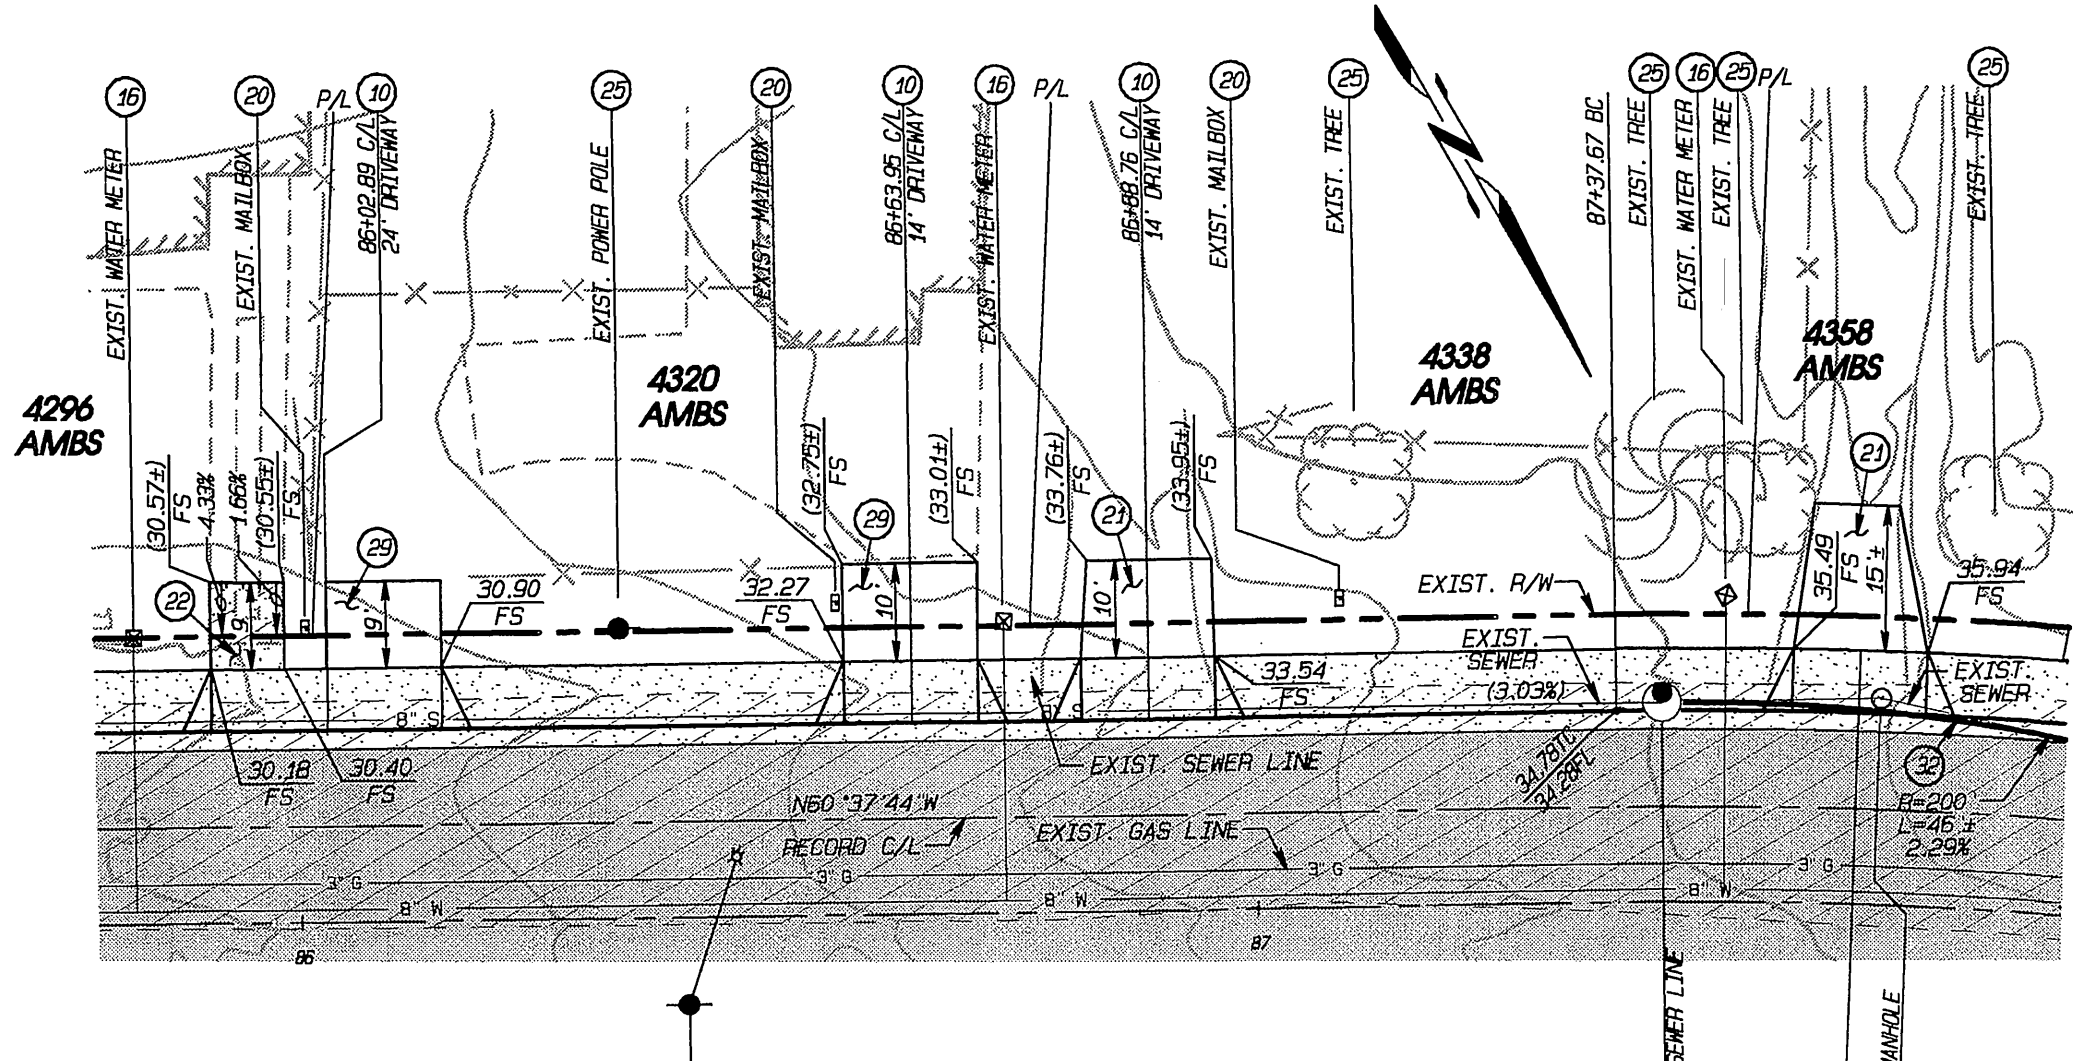 16
20
P/L
10
25
20
10
16
P/L
10
20
25
25
16
25
P/L
25
EXIST. WATER METER
EXIST. MAILBOX
86+02.89 C/L
24' DRIVEWAY
EXIST. POWER POLE
EXIST. MAILBOX
86+63.95 C/L
14' DRIVEWAY
EXIST. WATER METER
86+88.76 C/L
14' DRIVEWAY
EXIST. MAILBOX
EXIST. TREE
87+37.67 BC
EXIST. TREE
EXIST. WATER METER
EXIST. TREE
EXIST. TREE
4296
AMBS
4320
AMBS
4338
AMBS
4358
AMBS
(30.57±)
FS
4.33%
1.66%
(30.55±)
FS
(32.75±)
FS
(33.01±)
FS
(33.76±)
FS
(33.95±)
FS
22
29
29
21
21
9'
9'
10'
10'
15'±
30.90
FS
32.27
FS
35.49
FS
35.94
FS
EXIST. R/W
EXIST.
SEWER
(3.03%)
EXIST.
SEWER
33.54
FS
8" S
8" S
30.18
FS
30.40
FS
EXIST. SEWER LINE
34.78TC
34.28FL
32
R=200'
L=46'±
2.29%
N60°37'44"W
RECORD C/L
EXIST. GAS LINE
3" G
3" G
3" G
3" G
8" W
8" W
8" W
86
87
SEWER LINE
MANHOLE